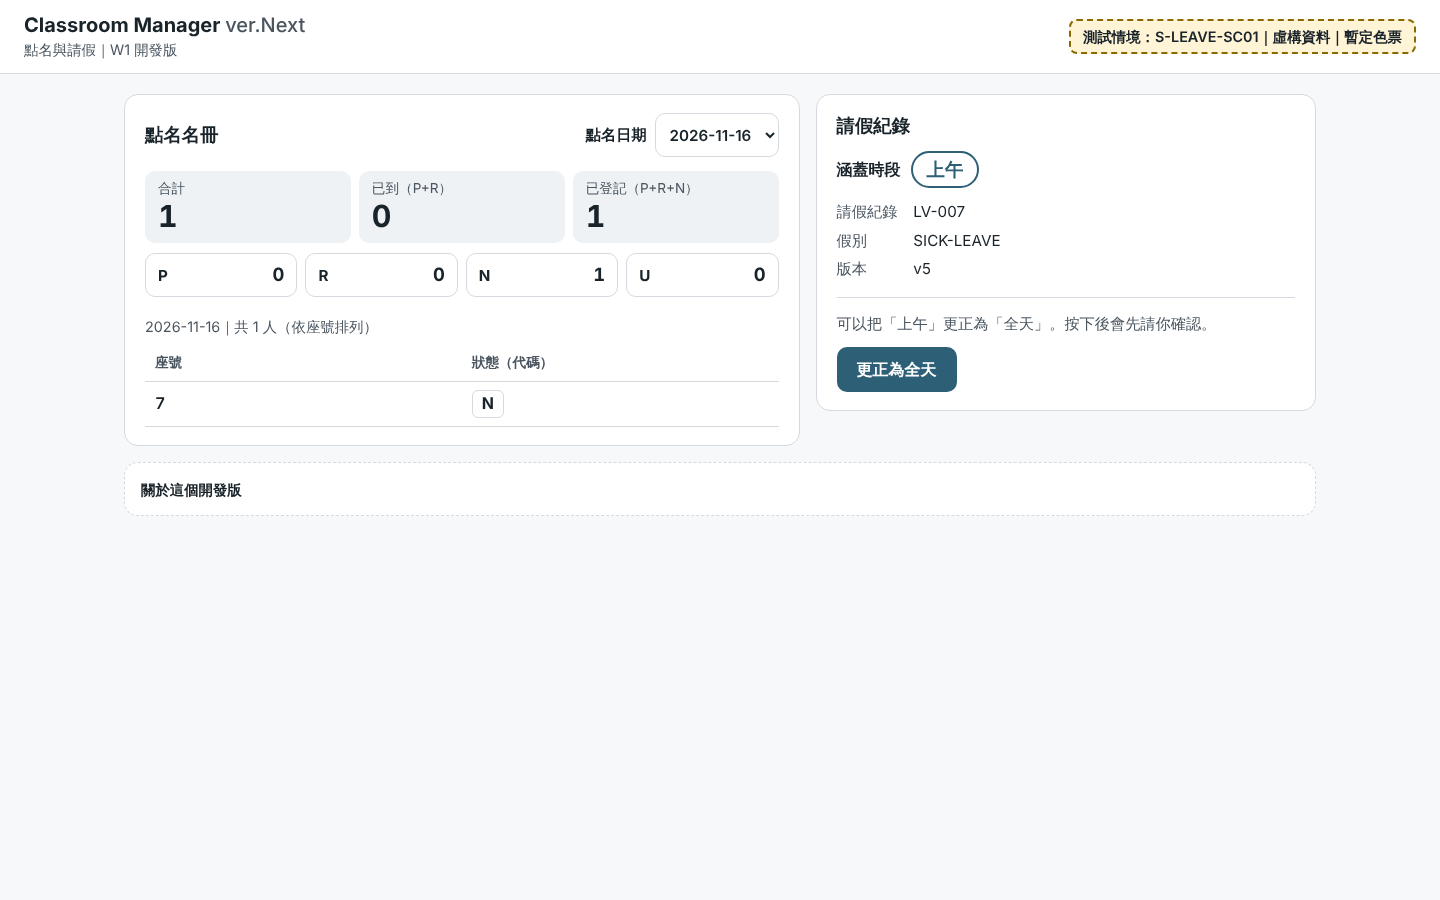 Classroom Manager ver.Next
點名與請假｜W1 開發版
測試情境：S-LEAVE-SC01｜虛構資料｜暫定色票
點名名冊
點名日期 2026-11-16
合計
1
已到（P+R）
0
已登記（P+R+N）
1
P 0
R 0
N 1
U 0
2026-11-16｜共 1 人（依座號排列）
座號 狀態（代碼）
7 N
請假紀錄
涵蓋時段 上午
請假紀錄 LV-007
假別 SICK-LEAVE
版本 v5
可以把「上午」更正為「全天」。按下後會先請你確認。
更正為全天
關於這個開發版